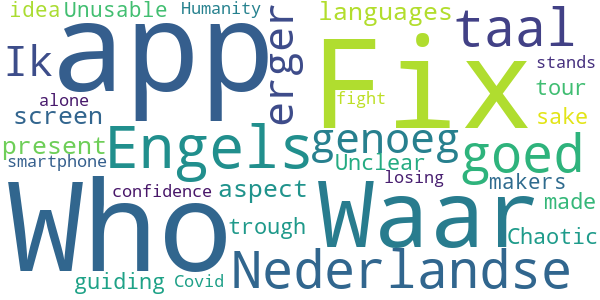 idea Unusable Humanity erger languages taal
Ik app Fix stands
alone screen fight tour
sake
present Engels genoeg goed
smartphone Unclear
Who confidence aspect losing Waar makers
made
trough Chaotic
guiding Covid Nederlandse